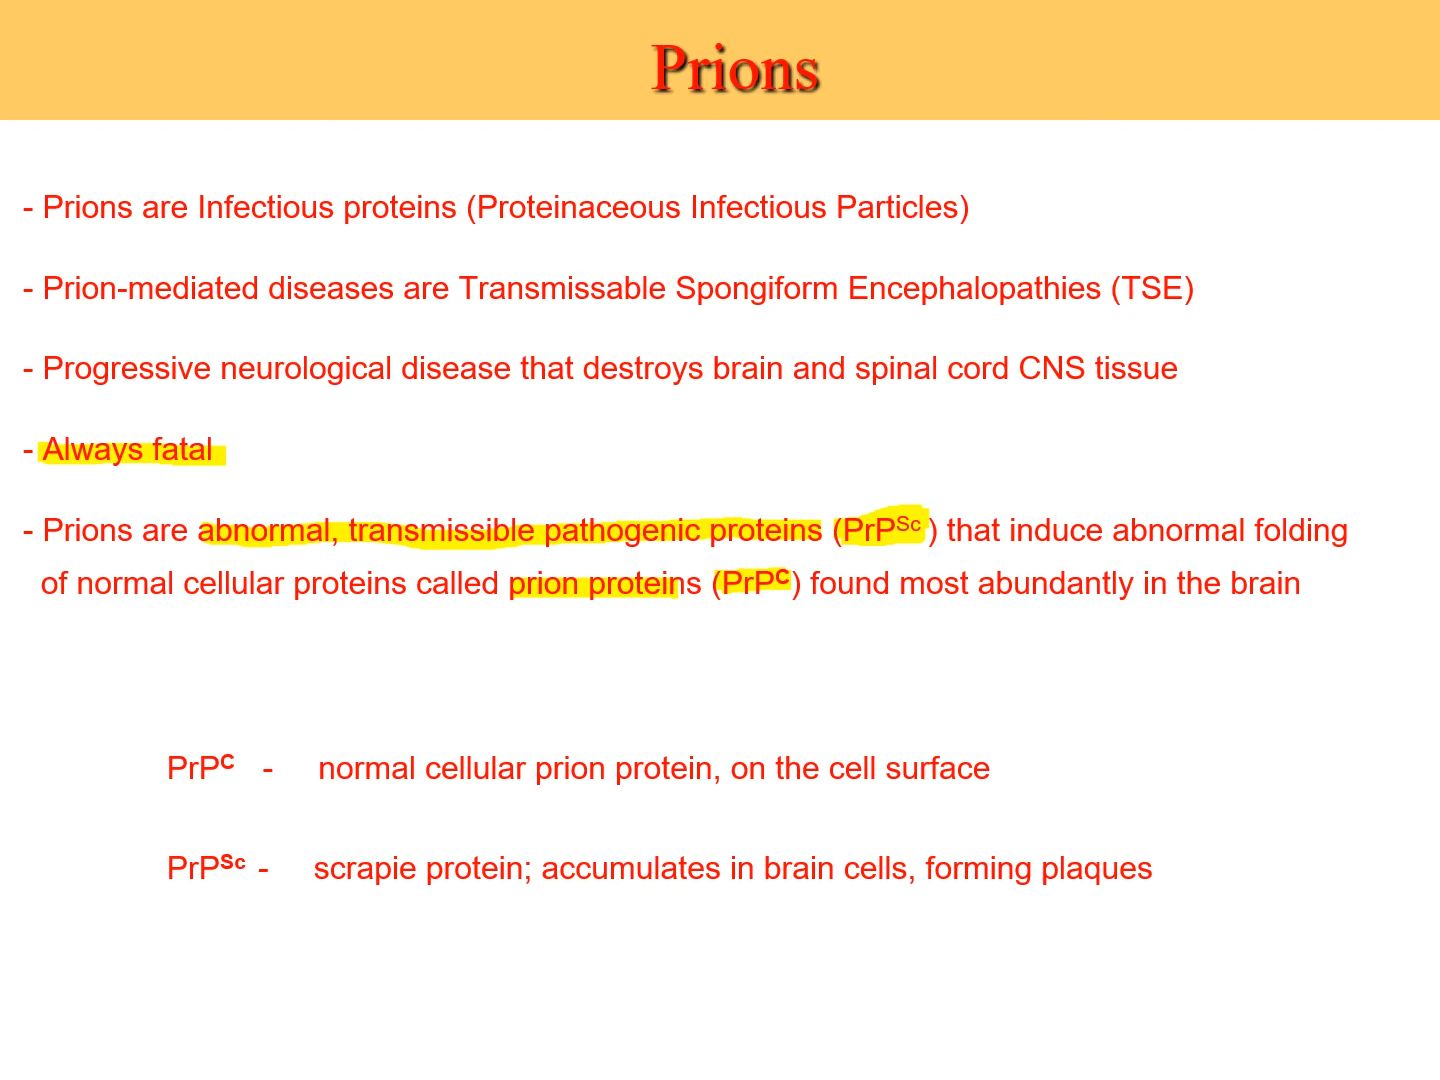 Prions
- Prions are Infectious proteins (Proteinaceous Infectious Particles)
- Prion-mediated diseases are Transmissable Spongiform Encephalopathies (TSE)
- Progressive neurological disease that destroys brain and spinal cord CNS tissue
- Always fatal
- Prions are abnormal, transmissible pathogenic proteins (PrPSc) that induce abnormal folding
of normal cellular proteins called prion proteins (PrPC) found most abundantly in the brain
PrPC - normal cellular prion protein, on the cell surface
PrPSc - scrapie protein; accumulates in brain cells, forming plaques